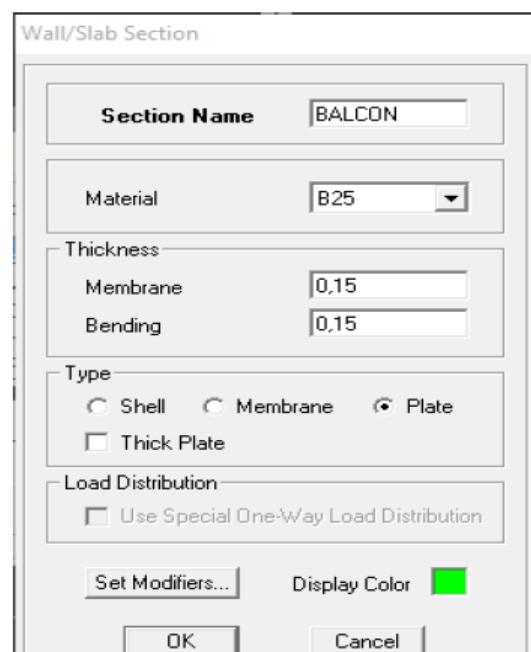 Wall/Slab Section
Section Name BALCON
Material B25
Thickness
Membrane 0,15
Bending 0,15
Type
Shell Membrane Plate
Thick Plate
Load Distribution
Use Special One-Way Load Distribution
Set Modifiers... Display Color
OK Cancel